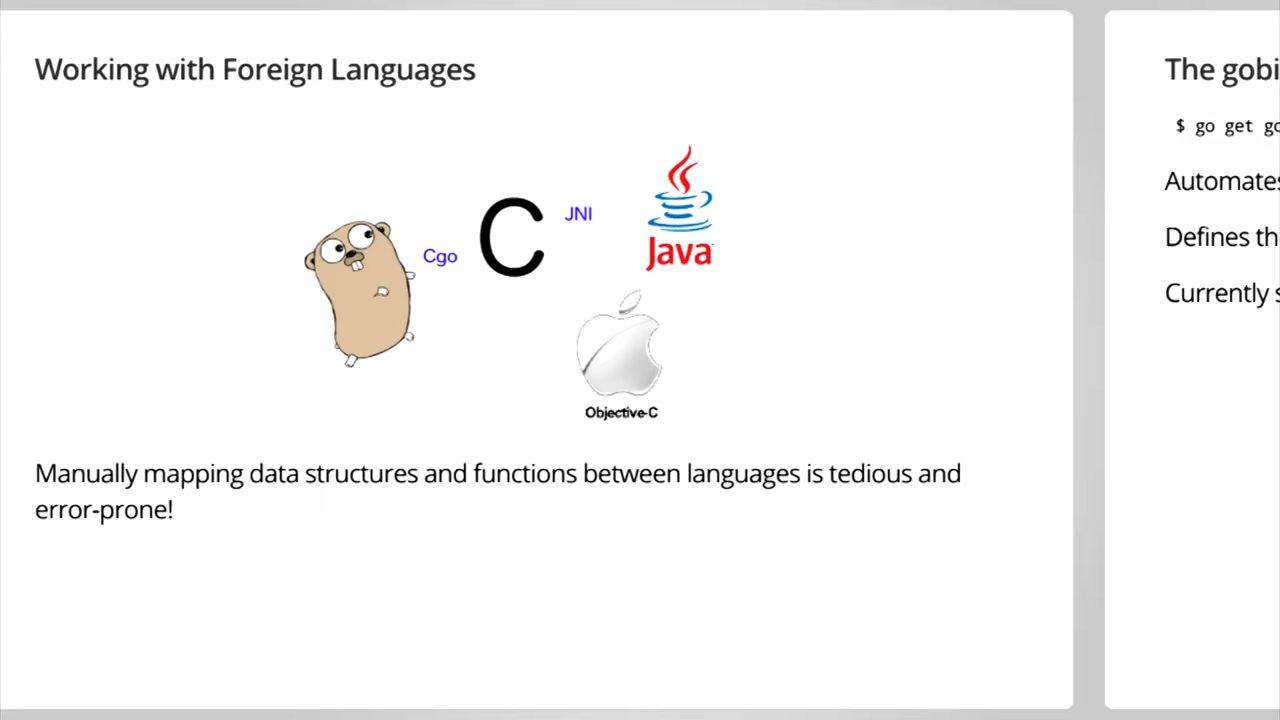 Working with Foreign Languages
Cgo
C
JNI
Java
Objective-C
Manually mapping data structures and functions between languages is tedious and
error-prone!
The gobi
$ go get go
Automates
Defines th
Currently s